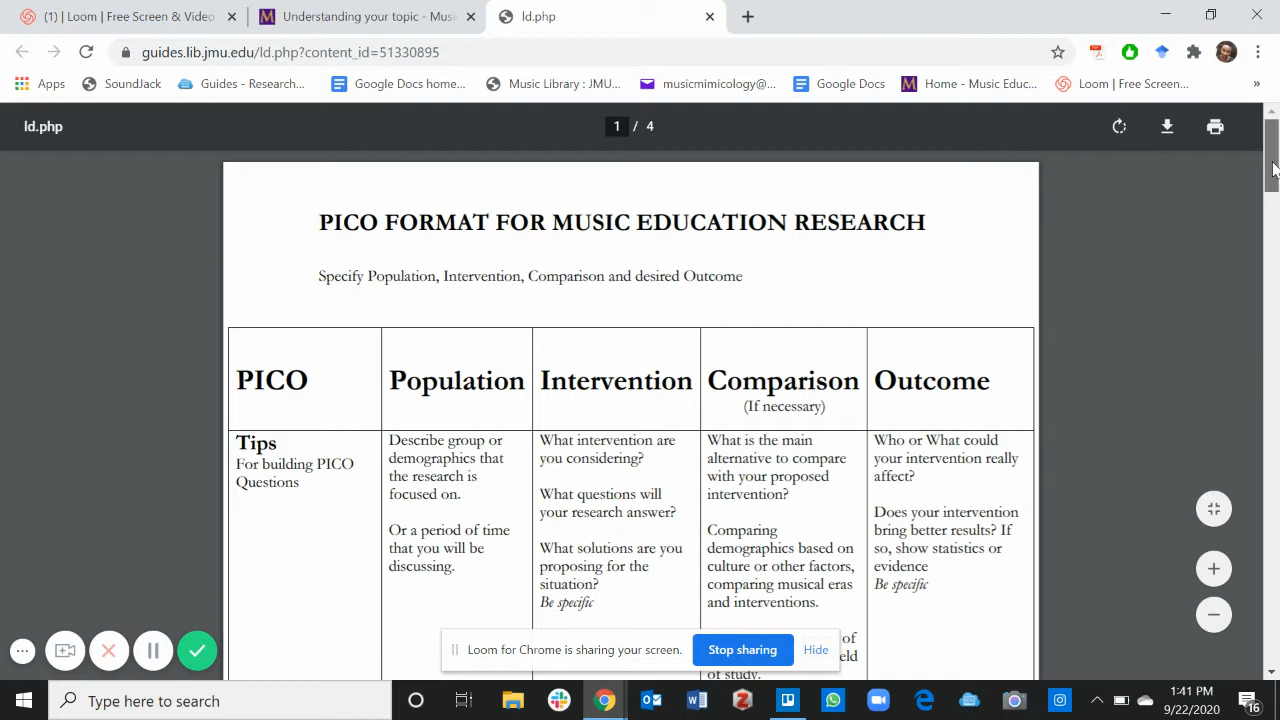 (1) Loom | Free Screen & Video
Understanding your topic - Musi
ld.php
guides.lib.jmu.edu/ld.php?content_id=51330895
Apps
SoundJack
Guides - Research...
Google Docs home...
Music Library : JMU...
musicmimicology@...
Google Docs
Home - Music Educ...
Loom | Free Screen...
»
ld.php
1 / 4
PICO FORMAT FOR MUSIC EDUCATION RESEARCH
Specify Population, Intervention, Comparison and desired Outcome
PICO
Population
Intervention
Comparison
(If necessary)
Outcome
Tips
For building PICO
Questions
Describe group or
demographics that
the research is
focused on.
Or a period of time
that you will be
discussing.
What intervention are
you considering?
What questions will
your research answer?
What solutions are you
proposing for the
situation?
Be specific
What is the main
alternative to compare
with your proposed
intervention?
Comparing
demographics based on
culture or other factors,
comparing musical eras
and interventions.
of
eld
of study.
Who or What could
your intervention really
affect?
Does your intervention
bring better results? If
so, show statistics or
evidence
Be specific
Loom for Chrome is sharing your screen.
Stop sharing
Hide
Type here to search
1:41 PM
9/22/2020
16